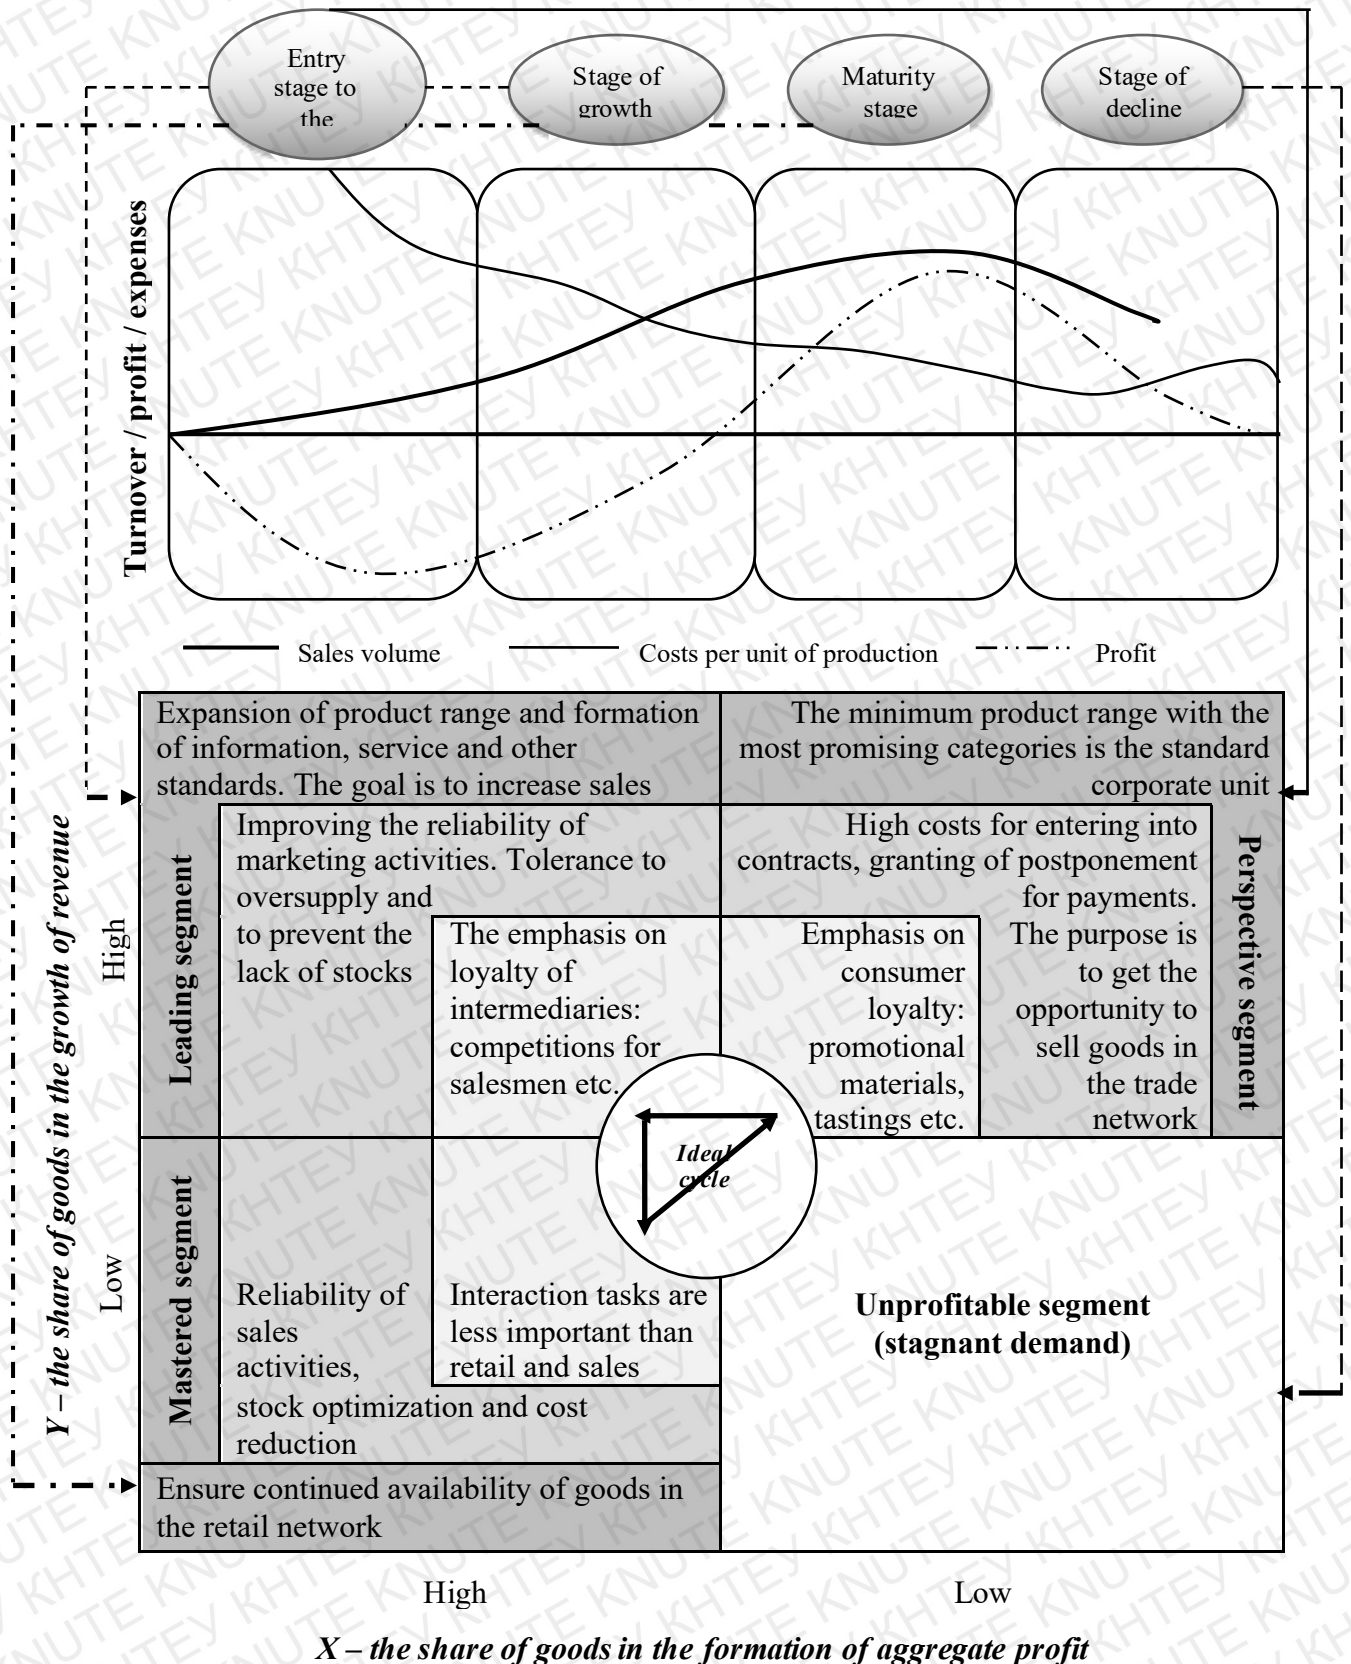 Entry
stage to
the
Stage of
growth
Maturity
stage
Stage of
decline
Turnover / profit / expenses
Sales volume
Costs per unit of production
Profit
Expansion of product range and formation
of information, service and other
standards. The goal is to increase sales
The minimum product range with the
most promising categories is the standard
corporate unit
Y – the share of goods in the growth of revenue
High
Low
Leading segment
Improving the reliability of
marketing activities. Tolerance to
oversupply and
to prevent the
lack of stocks
The emphasis on
loyalty of
intermediaries:
competitions for
salesmen etc.
High costs for entering into
contracts, granting of postponement
for payments.
The purpose is
to get the
opportunity to
sell goods in
the trade
network
Emphasis on
consumer
loyalty:
promotional
materials,
tastings etc.
Perspective segment
Ideal
cycle
Mastered segment
Reliability of
sales
activities,
stock optimization and cost
reduction
Interaction tasks are
less important than
retail and sales
Unprofitable segment
(stagnant demand)
Ensure continued availability of goods in
the retail network
High
Low
X – the share of goods in the formation of aggregate profit
KNUTE КНТЕУ